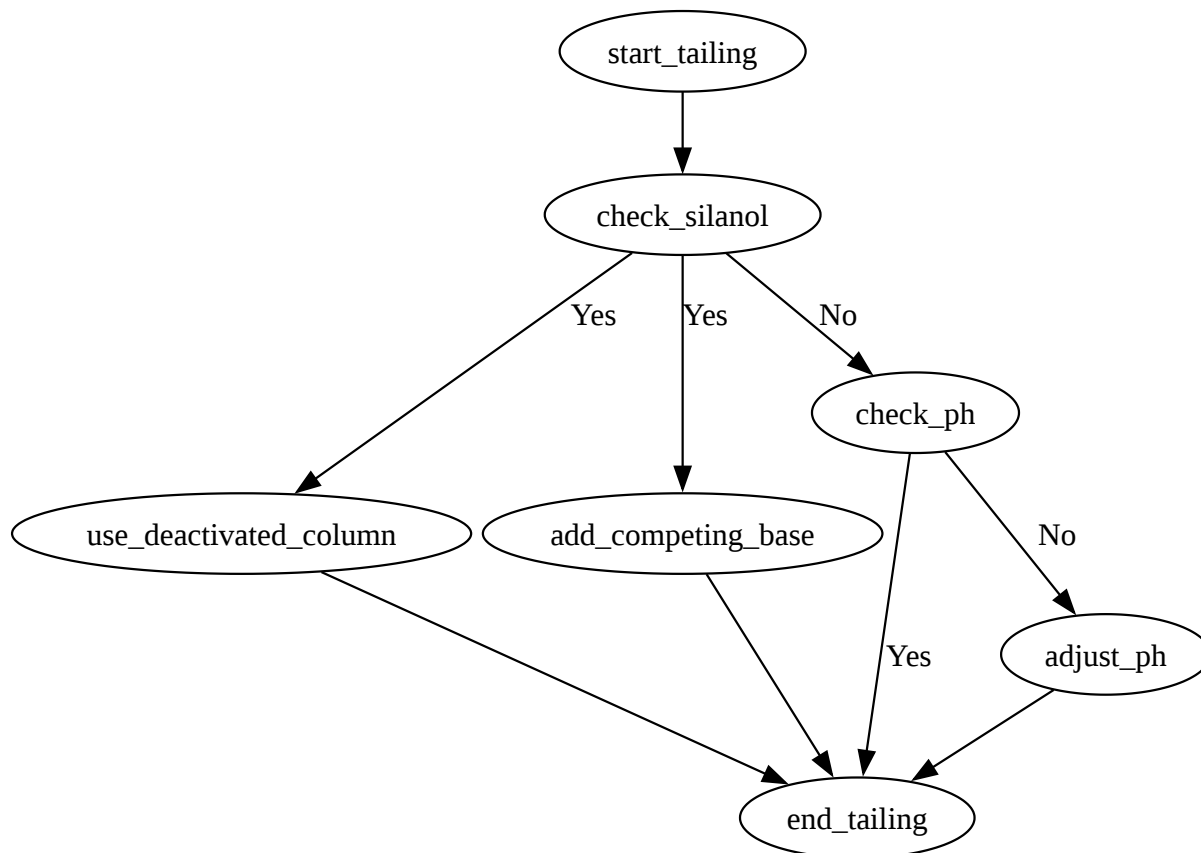 start_tailing
check_silanol
Yes
Yes
No
check_ph
use_deactivated_column
add_competing_base
No
Yes
adjust_ph
end_tailing